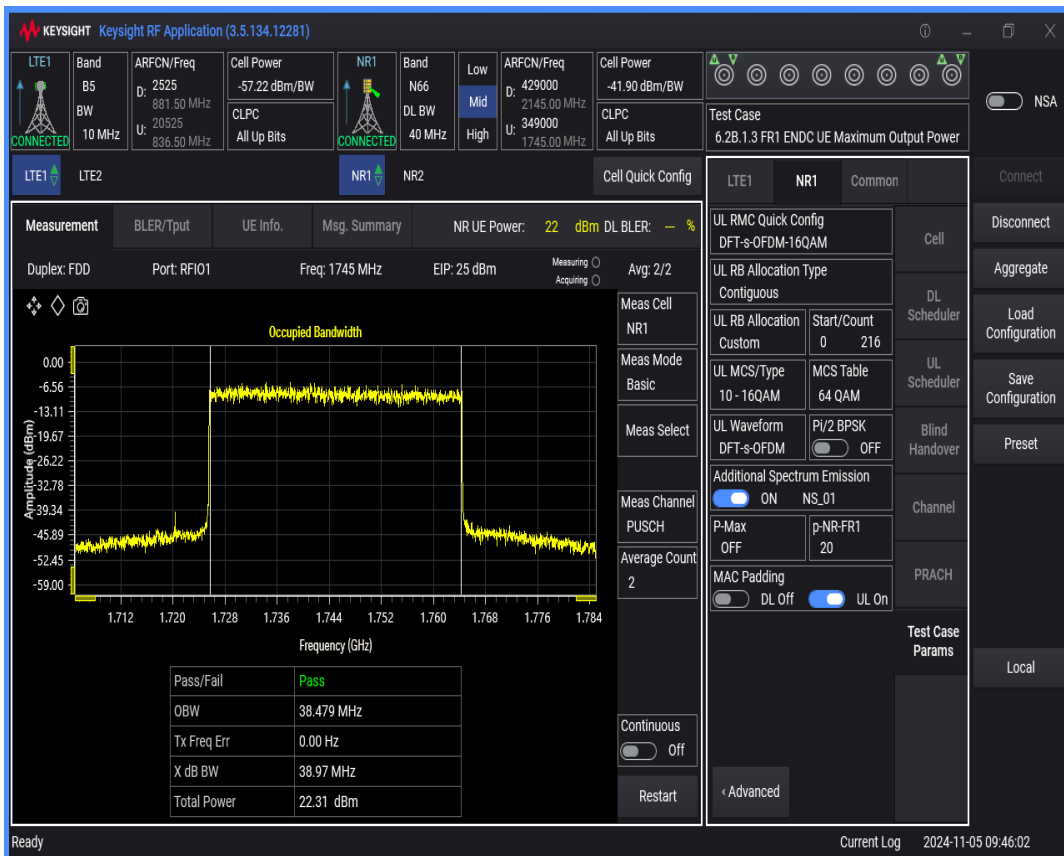 KEYSIGHT Keysight RF Application (3.5.134.12281)
LTE1
CONNECTED
Band
B5
BW
10 MHz
ARFCN/Freq
D: 2525
881.50 MHz
U: 20525
836.50 MHz
Cell Power
-57.22 dBm/BW
CLPC
All Up Bits
NR1
CONNECTED
Band
N66
DL BW
40 MHz
Low
Mid
High
ARFCN/Freq
D: 429000
2145.00 MHz
U: 349000
1745.00 MHz
Cell Power
-41.90 dBm/BW
CLPC
All Up Bits
Test Case
6.2B.1.3 FR1 ENDC UE Maximum Output Power
NSA
LTE1 LTE2 NR1 NR2 Cell Quick Config
Measurement BLER/Tput UE Info. Msg. Summary NR UE Power: 22 dBm DL BLER: -- %
Duplex: FDD Port: RFIO1 Freq: 1745 MHz EIP: 25 dBm Measuring Acquiring Avg: 2/2
Occupied Bandwidth
Amplitude (dBm)
0.00
-6.56
-13.11
-19.67
-26.22
-32.78
-39.34
-45.89
-52.45
-59.00
1.712 1.720 1.728 1.736 1.744 1.752 1.760 1.768 1.776 1.784
Frequency (GHz)
Pass/Fail Pass
OBW 38.479 MHz
Tx Freq Err 0.00 Hz
X dB BW 38.97 MHz
Total Power 22.31 dBm
Meas Cell
NR1
Meas Mode
Basic
Meas Select
Meas Channel
PUSCH
Average Count
2
Continuous
Off
Restart
LTE1 NR1 Common
UL RMC Quick Config
DFT-s-OFDM-16QAM
UL RB Allocation Type
Contiguous
UL RB Allocation
Custom
Start/Count
0 216
UL MCS/Type
10 - 16QAM
MCS Table
64 QAM
UL Waveform
DFT-s-OFDM
Pi/2 BPSK
OFF
Additional Spectrum Emission
ON NS_01
P-Max
OFF
p-NR-FR1
20
MAC Padding
DL Off UL On
‹ Advanced
Cell
DL
Scheduler
UL
Scheduler
Blind
Handover
Channel
PRACH
Test Case
Params
Connect
Disconnect
Aggregate
Load
Configuration
Save
Configuration
Preset
Local
Ready Current Log 2024-11-05 09:46:02